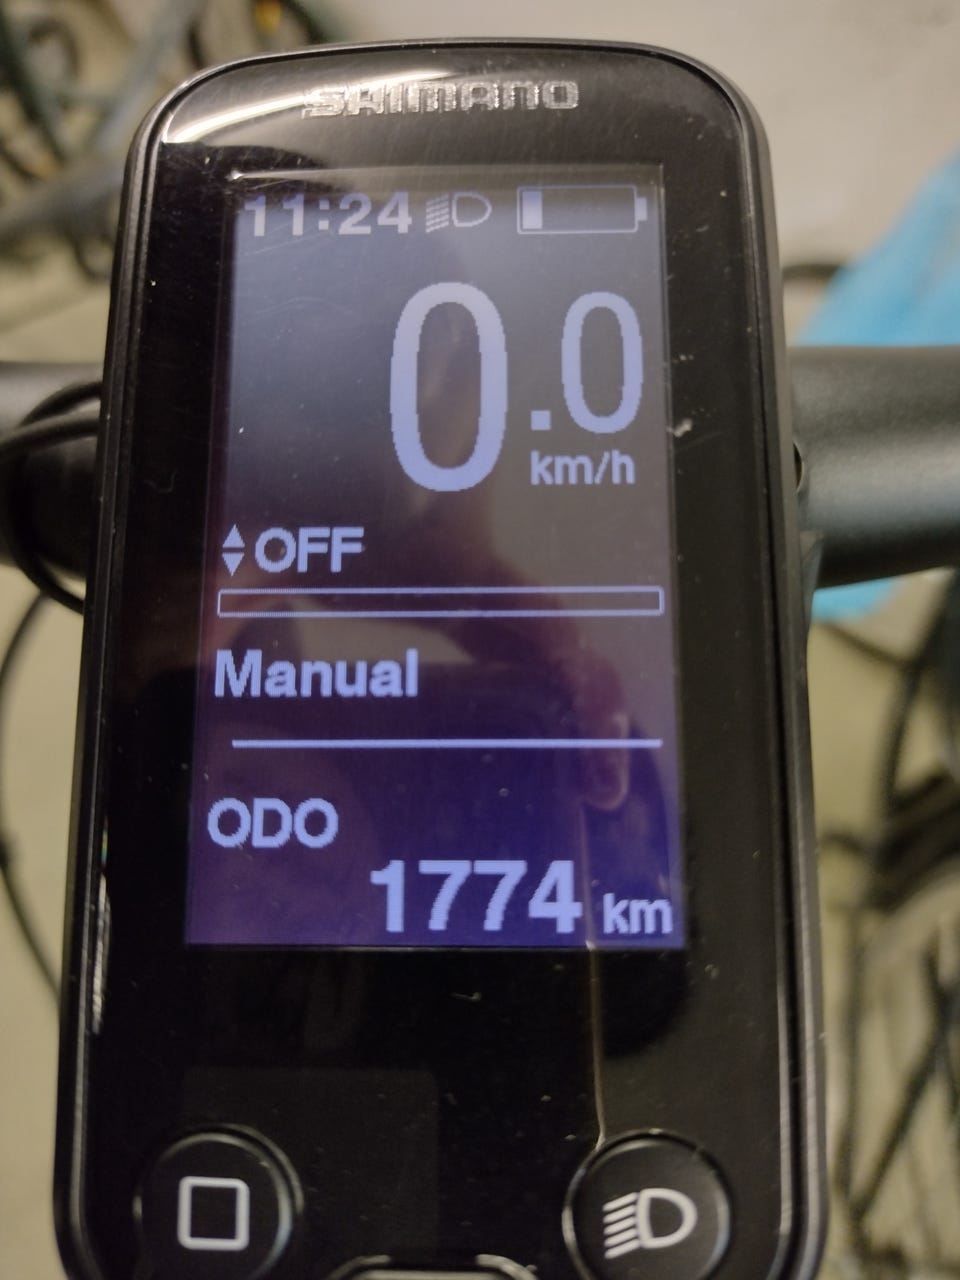 SHIMANO
11:24
0.0
km/h
OFF
Manual
ODO
1774 km